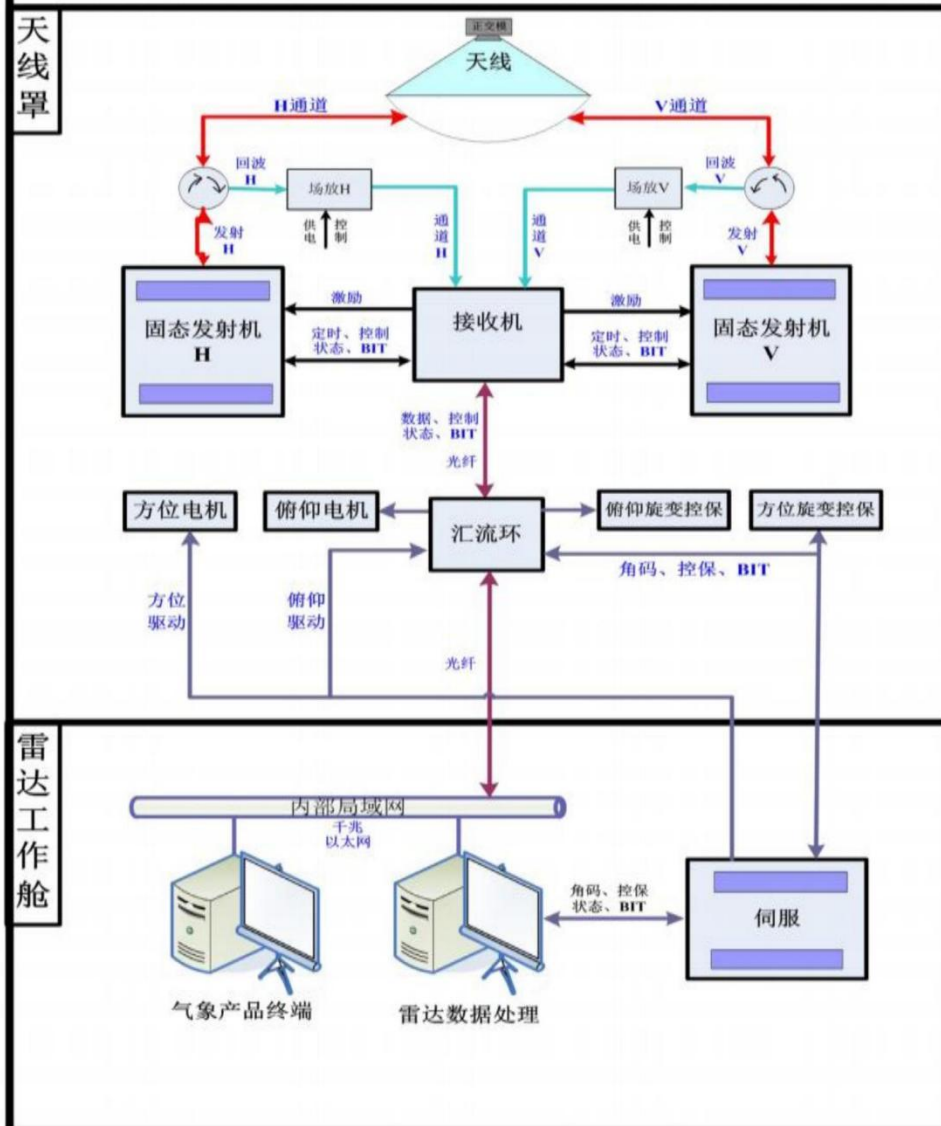 天线罩
正交模
天线
H通道
V通道
回波
H
场放H
场放V
回波
V
发射
H
供电
控制
通道H
通道V
供电
控制
发射
V
固态发射机
H
激励
定时、控制
状态、BIT
接收机
激励
定时、控制
状态、BIT
固态发射机
V
数据、控制
状态、BIT
光纤
方位电机
俯仰电机
汇流环
俯仰旋变控保
方位旋变控保
角码、控保、BIT
方位
驱动
俯仰
驱动
光纤
雷达工作舱
内部局域网
千兆
以太网
角码、控保
状态、BIT
伺服
气象产品终端
雷达数据处理